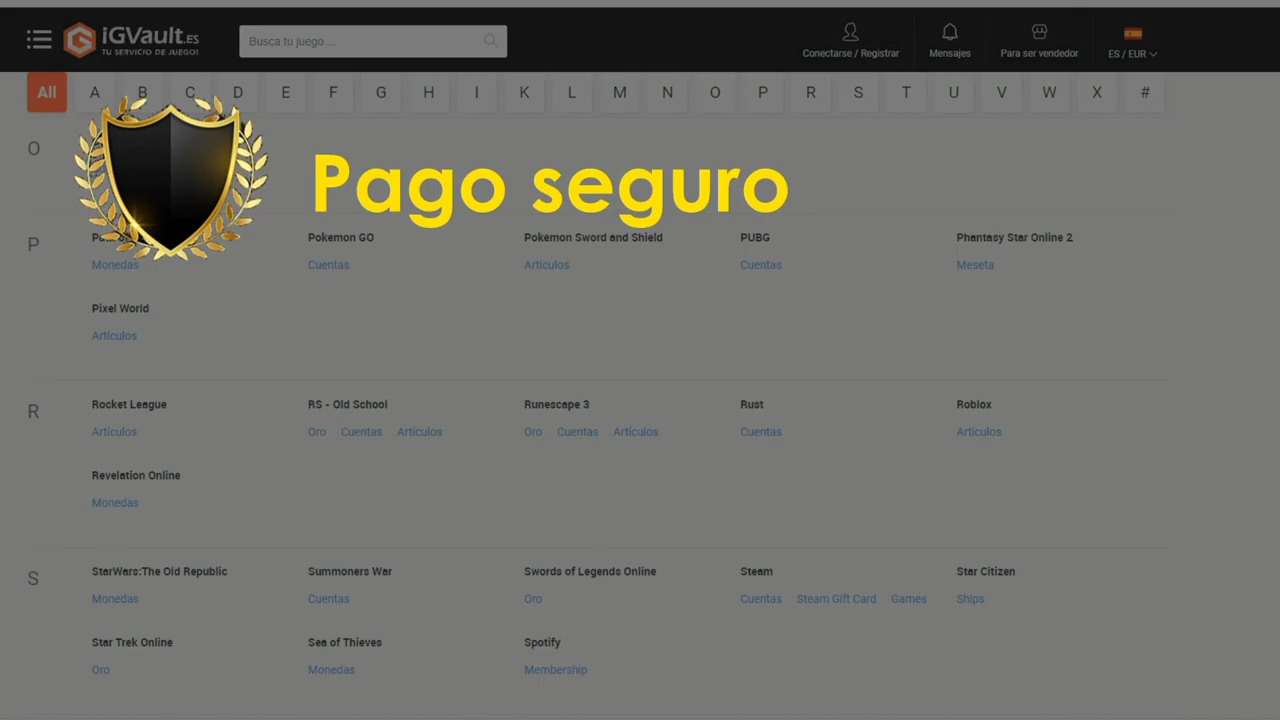 iGVault.ES
TU SERVICIO DE JUEGO!
Busca tu juego ...
Conectarse / Registrar
Mensajes
Para ser vendedor
ES / EUR
All A B C D E F G H I K L M N O P R S T U V W X #
O
Pago seguro
P
Pokemon GO Pokemon Sword and Shield PUBG Phantasy Star Online 2
Monedas Cuentas Artículos Cuentas Meseta
Pixel World
Artículos
R
Rocket League RS - Old School Runescape 3 Rust Roblox
Artículos Oro Cuentas Artículos Oro Cuentas Artículos Cuentas Artículos
Revelation Online
Monedas
S
StarWars:The Old Republic Summoners War Swords of Legends Online Steam Star Citizen
Monedas Cuentas Oro Cuentas Steam Gift Card Games Ships
Star Trek Online Sea of Thieves Spotify
Oro Monedas Membership